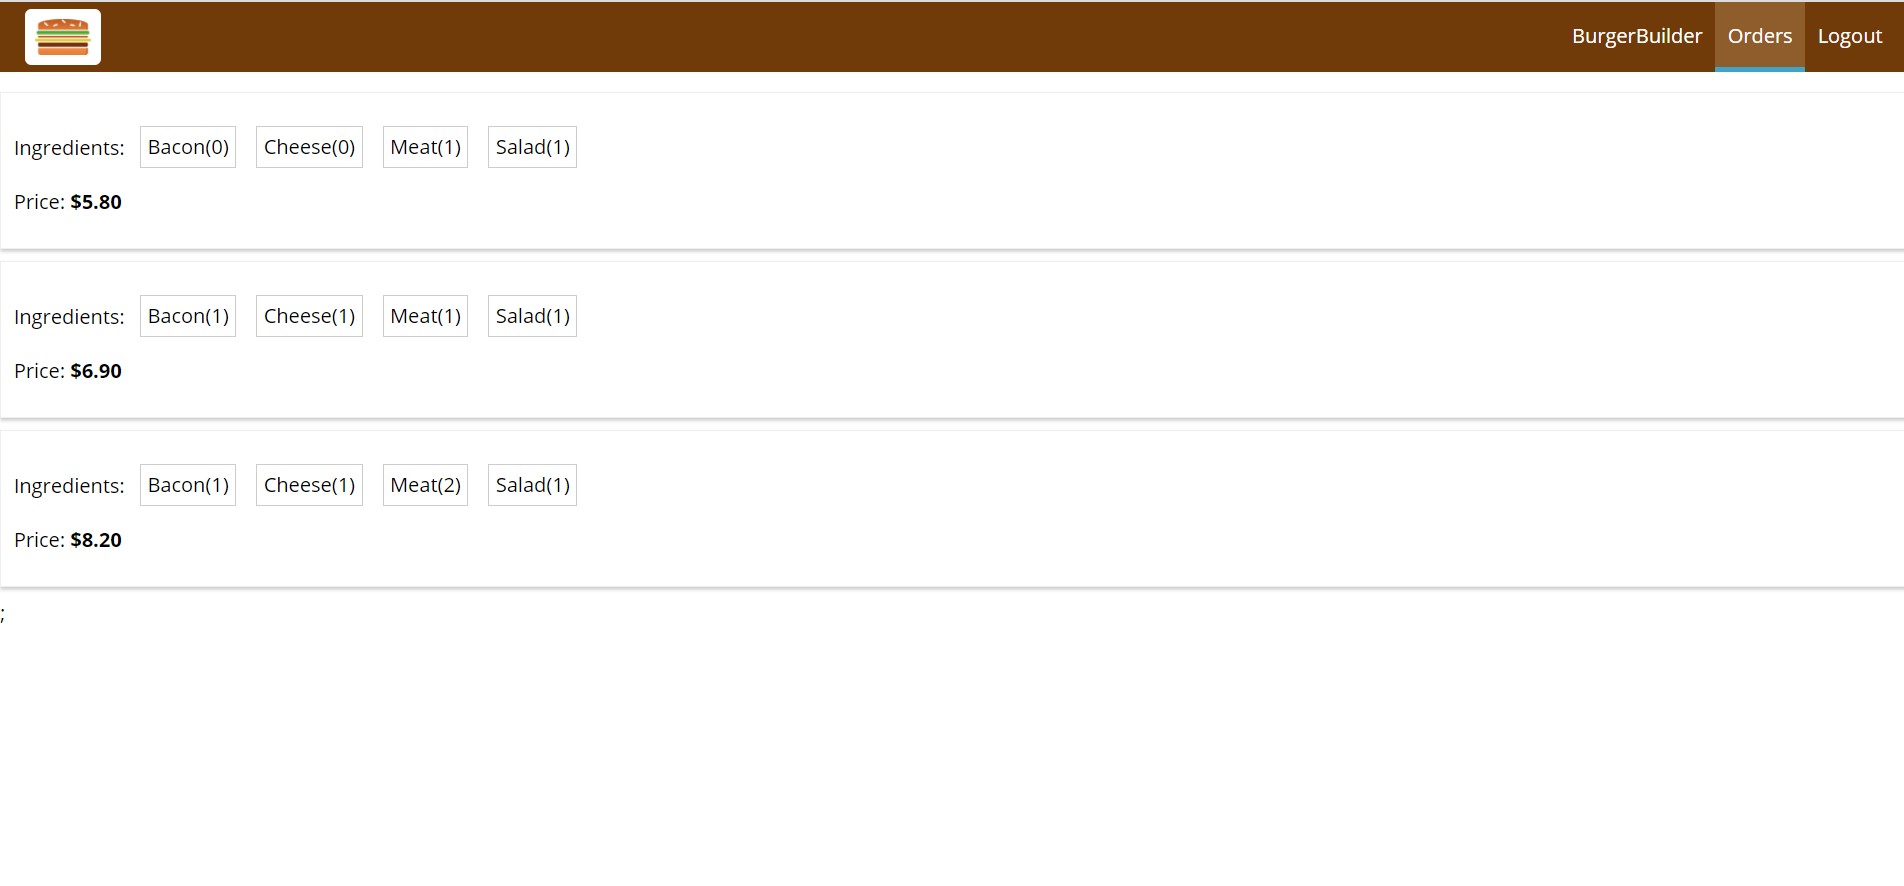 BurgerBuilder Orders Logout
Ingredients: Bacon(0) Cheese(0) Meat(1) Salad(1)
Price: $5.80
Ingredients: Bacon(1) Cheese(1) Meat(1) Salad(1)
Price: $6.90
Ingredients: Bacon(1) Cheese(1) Meat(2) Salad(1)
Price: $8.20
;